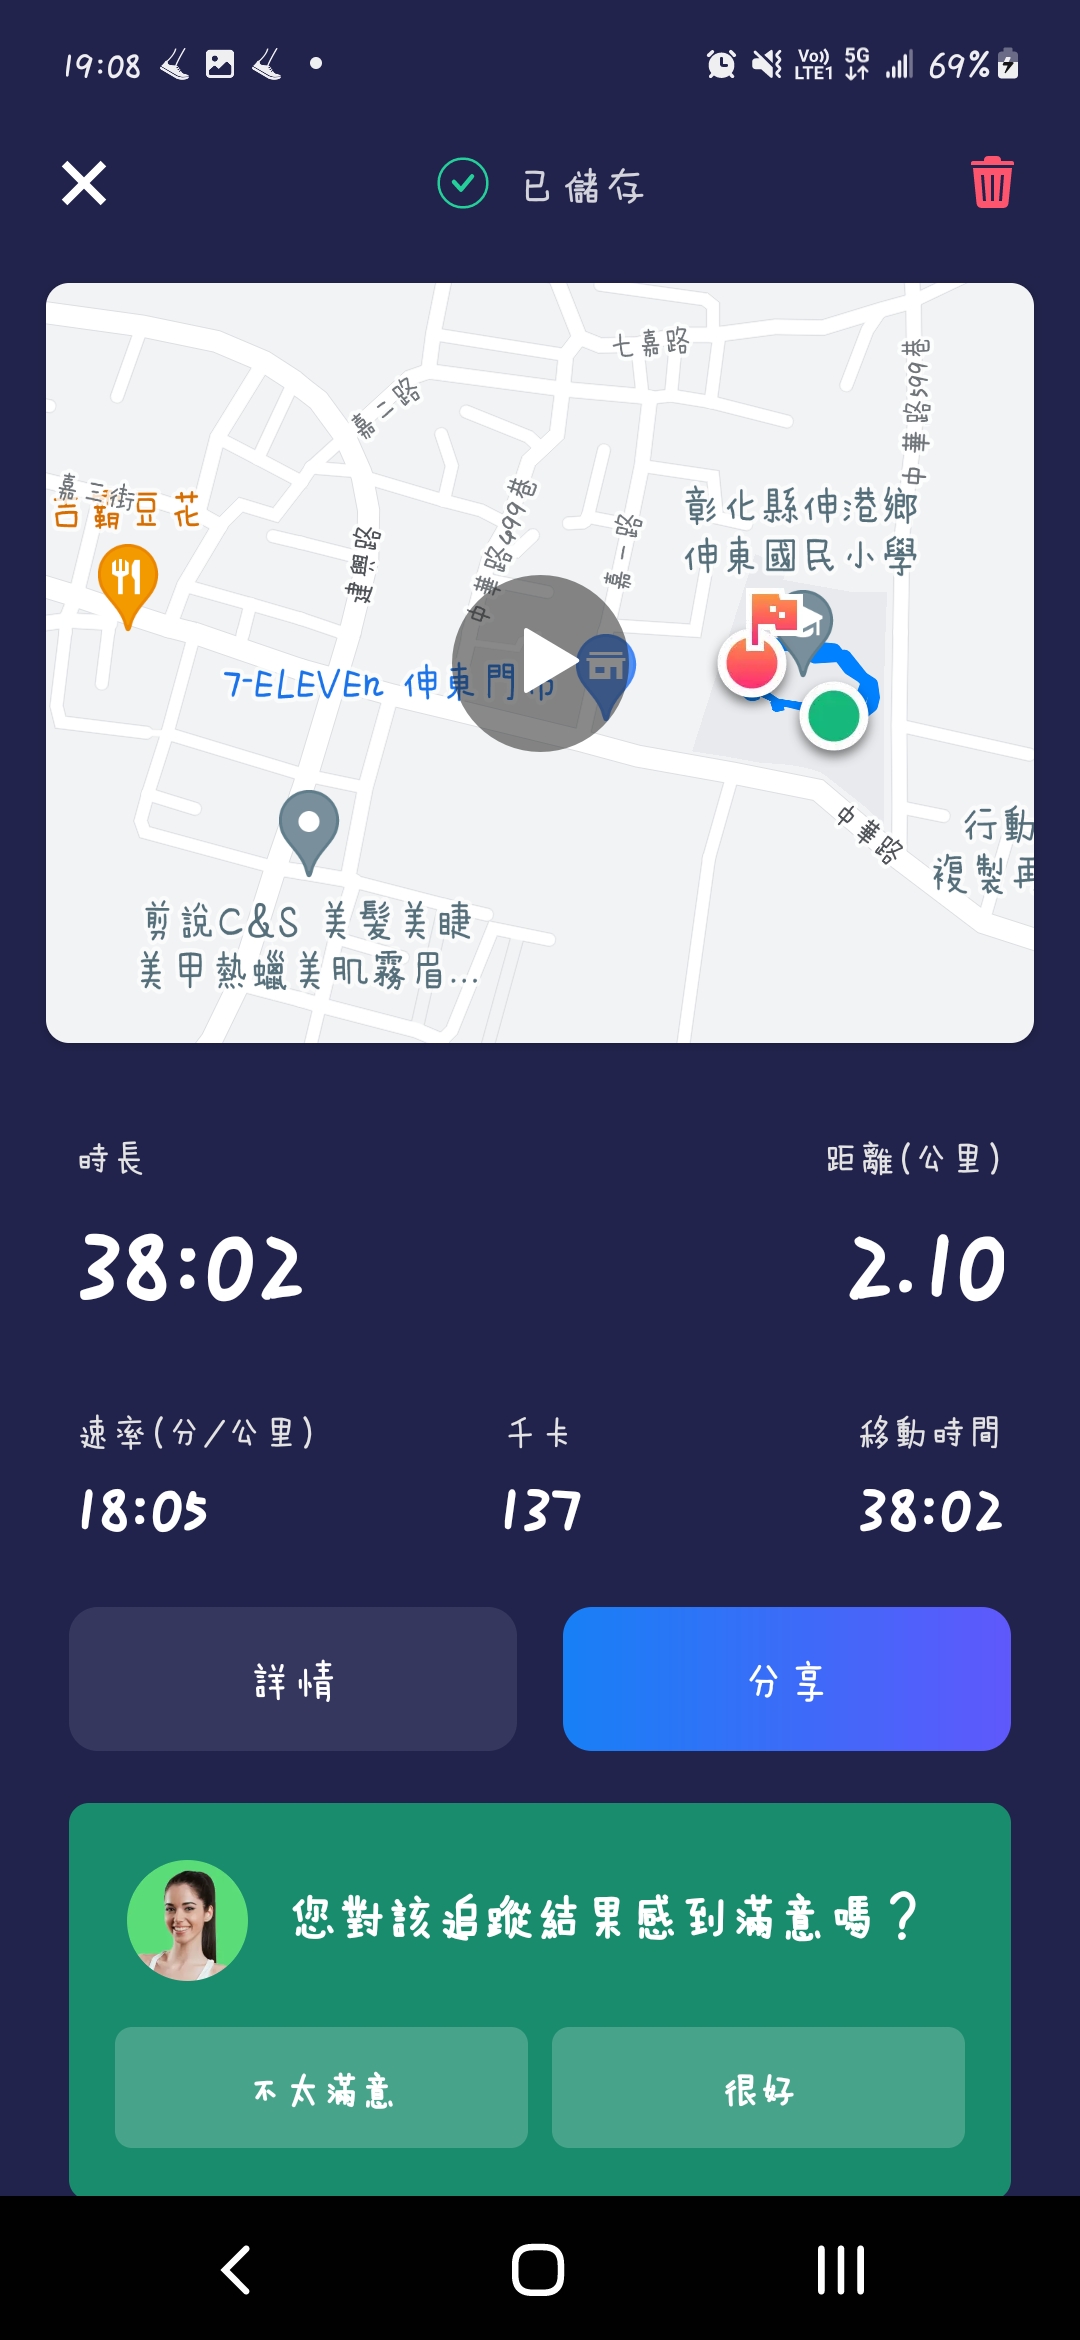 19:08
Vo)) LTE1 5G 69%
已儲存
七嘉路
中華路599巷
嘉二路
嘉三街
吉霸豆花
中華路499巷
彰化縣伸港鄉
伸東國民小學
建興路
嘉一路
7-ELEVEn 伸東門市
中華路
行動
複製再
剪說C&S 美髮美睫
美甲熱蠟美肌霧眉...
時長
距離(公里)
38:02
2.10
速率(分/公里)
千卡
移動時間
18:05
137
38:02
詳情
分享
您對該追蹤結果感到滿意嗎？
不太滿意
很好